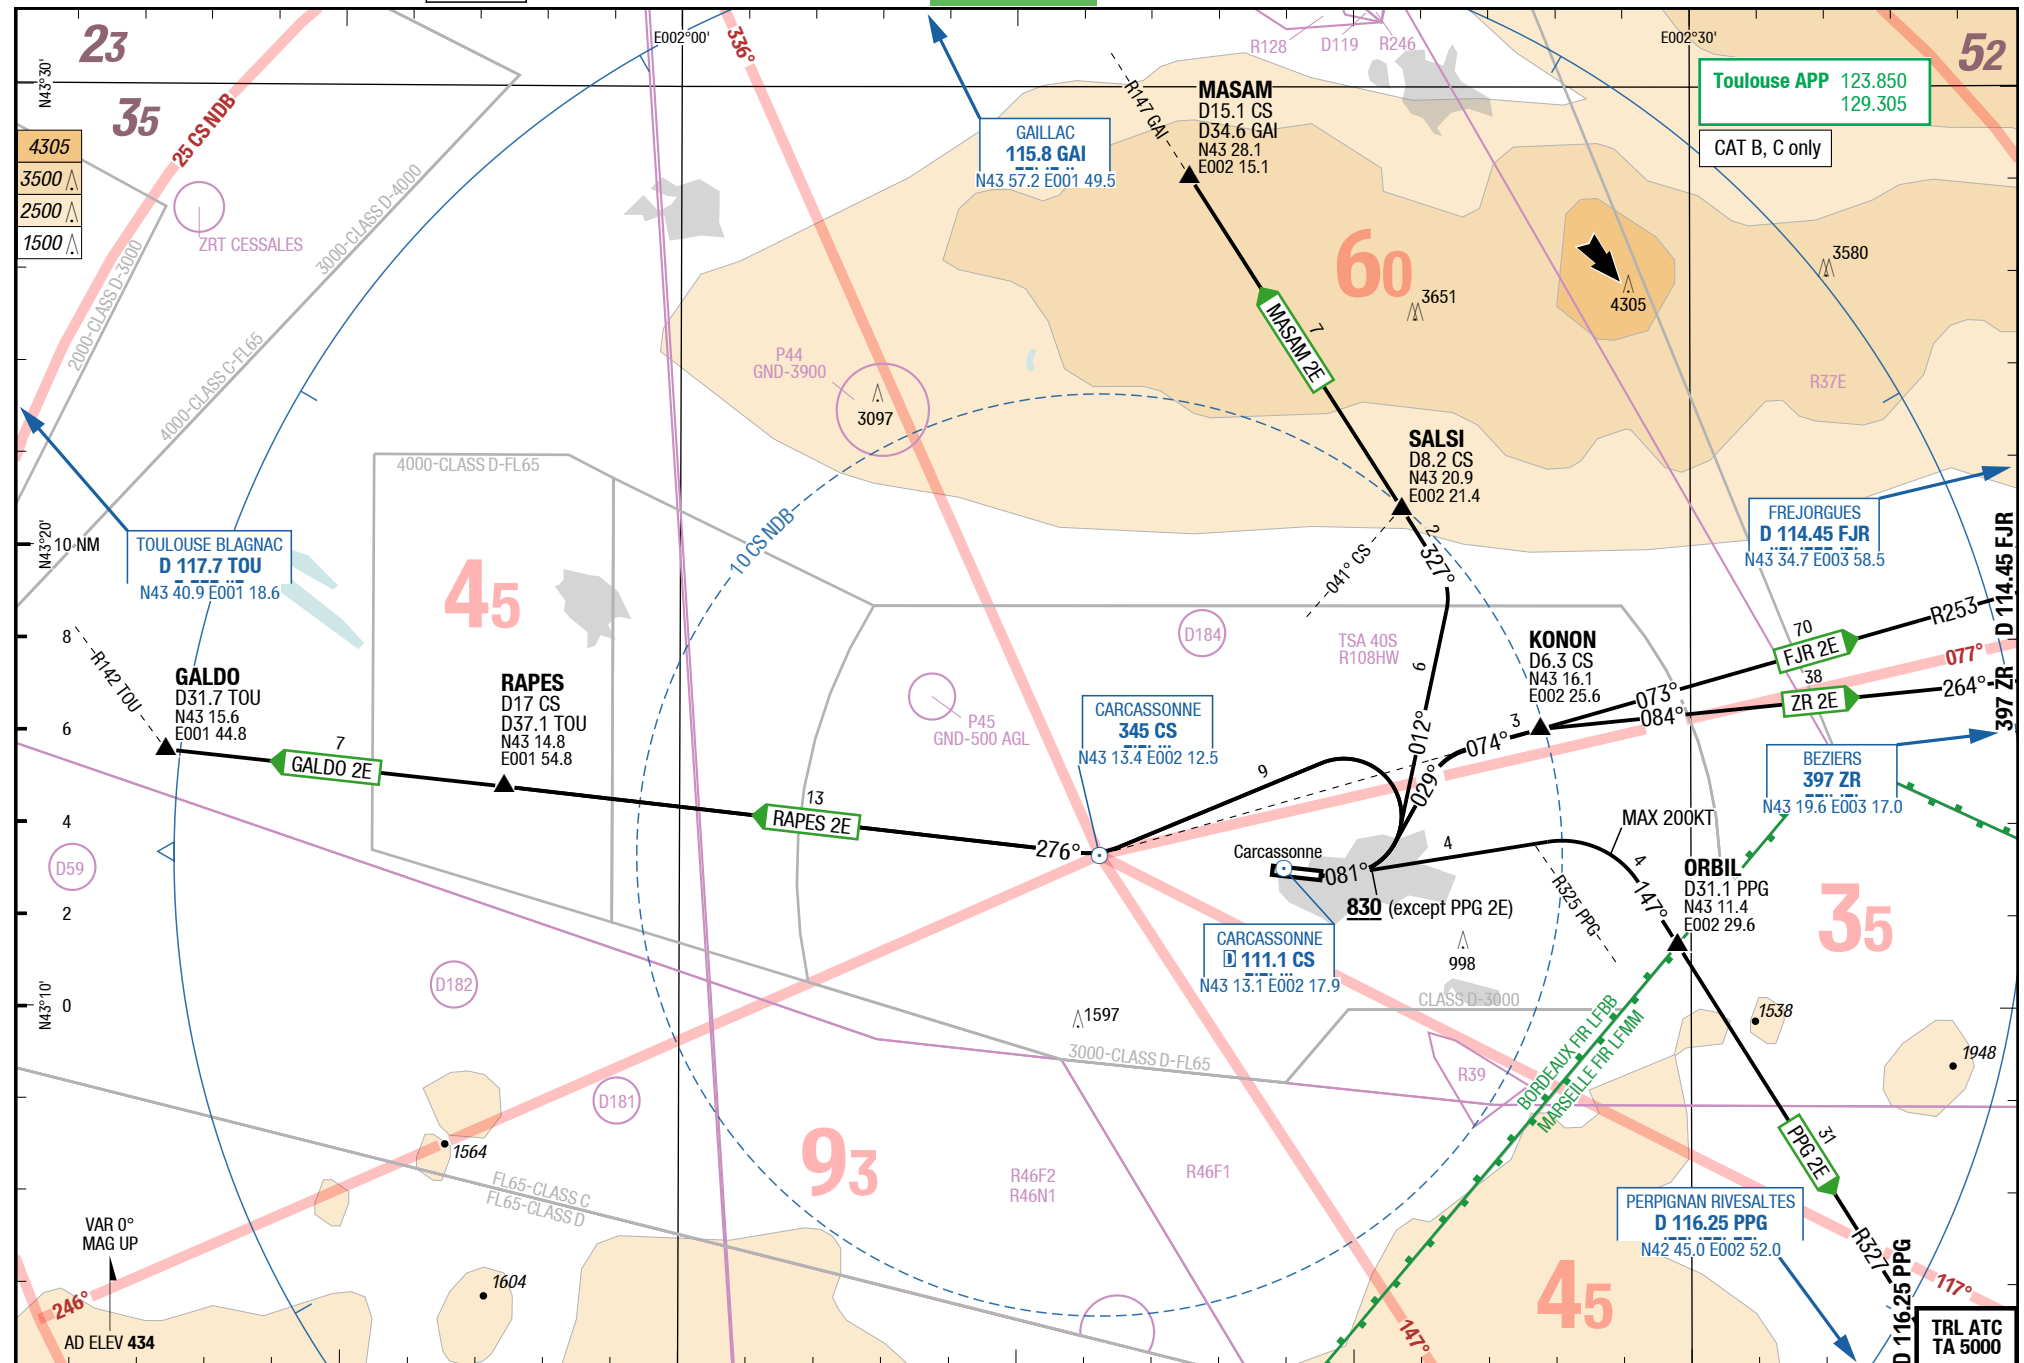 23
35
52
N43°30'
E002°00'
E002°30'
336°
25 CS NDB
4305
3500
2500
1500
ZRT CESSALES
3000-CLASS D-4000
2000-CLASS D-3000
4000-CLASS C-FL65
R128
D119
R246
Toulouse APP 123.850
129.305
CAT B, C only
GAILLAC
115.8 GAI
N43 57.2 E001 49.5
R147 GAI
MASAM
D15.1 CS
D34.6 GAI
N43 28.1
E002 15.1
60
3651
4305
3580
7
MASAM 2E
P44
GND-3900
3097
R37E
4000-CLASS D-FL65
SALSI
D8.2 CS
N43 20.9
E002 21.4
10 CS NDB
N43°20'
10 NM
8
6
4
2
0
TOULOUSE BLAGNAC
D 117.7 TOU
N43 40.9 E001 18.6
45
2
327°
041° CS
FREJORGUES
D 114.45 FJR
N43 34.7 E003 58.5
D184
TSA 40S
R108HW
6
KONON
D6.3 CS
N43 16.1
E002 25.6
70
FJR 2E
R253
38
ZR 2E
077°
264°
397 ZR D 114.45 FJR
073°
084°
3
074°
012°
029°
R142 TOU
GALDO
D31.7 TOU
N43 15.6
E001 44.8
7
GALDO 2E
RAPES
D17 CS
D37.1 TOU
N43 14.8
E001 54.8
13
RAPES 2E
276°
P45
GND-500 AGL
CARCASSONNE
345 CS
N43 13.4 E002 12.5
9
BEZIERS
397 ZR
N43 19.6 E003 17.0
MAX 200KT
Carcassonne
081°
4
4
147°
R325 PPG
830 (except PPG 2E)
ORBIL
D31.1 PPG
N43 11.4
E002 29.6
35
D59
CARCASSONNE
D 111.1 CS
N43 13.1 E002 17.9
998
CLASS D-3000
D182
N43°10'
1597
3000-CLASS D-FL65
BORDEAUX FIR LFBB
MARSEILLE FIR LFMM
1538
1948
R39
D181
1564
93
R46F2
R46N1
R46F1
FL65-CLASS C
FL65-CLASS D
31
PPG 2E
PERPIGNAN RIVESALTES
D 116.25 PPG
N42 45.0 E002 52.0
R327
D 116.25 PPG
117°
VAR 0°
MAG UP
246°
AD ELEV 434
1604
45
147°
TRL ATC
TA 5000